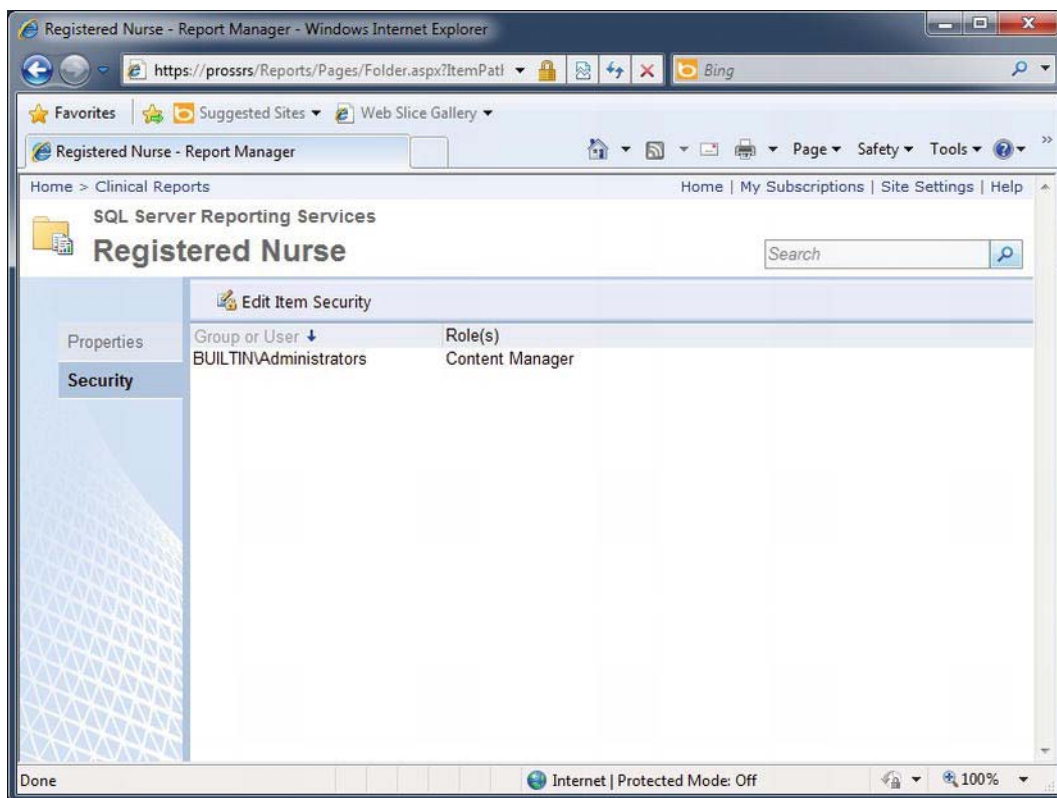 Registered Nurse - Report Manager - Windows Internet Explorer
https://prossrs/Reports/Pages/Folder.aspx?ItemPatl
Bing
Favorites Suggested Sites Web Slice Gallery
Registered Nurse - Report Manager Page Safety Tools »
Home > Clinical Reports Home | My Subscriptions | Site Settings | Help
SQL Server Reporting Services
Registered Nurse
Search
Edit Item Security
Properties
Security
Group or User Role(s)
BUILTIN\Administrators Content Manager
Done Internet | Protected Mode: Off 100%